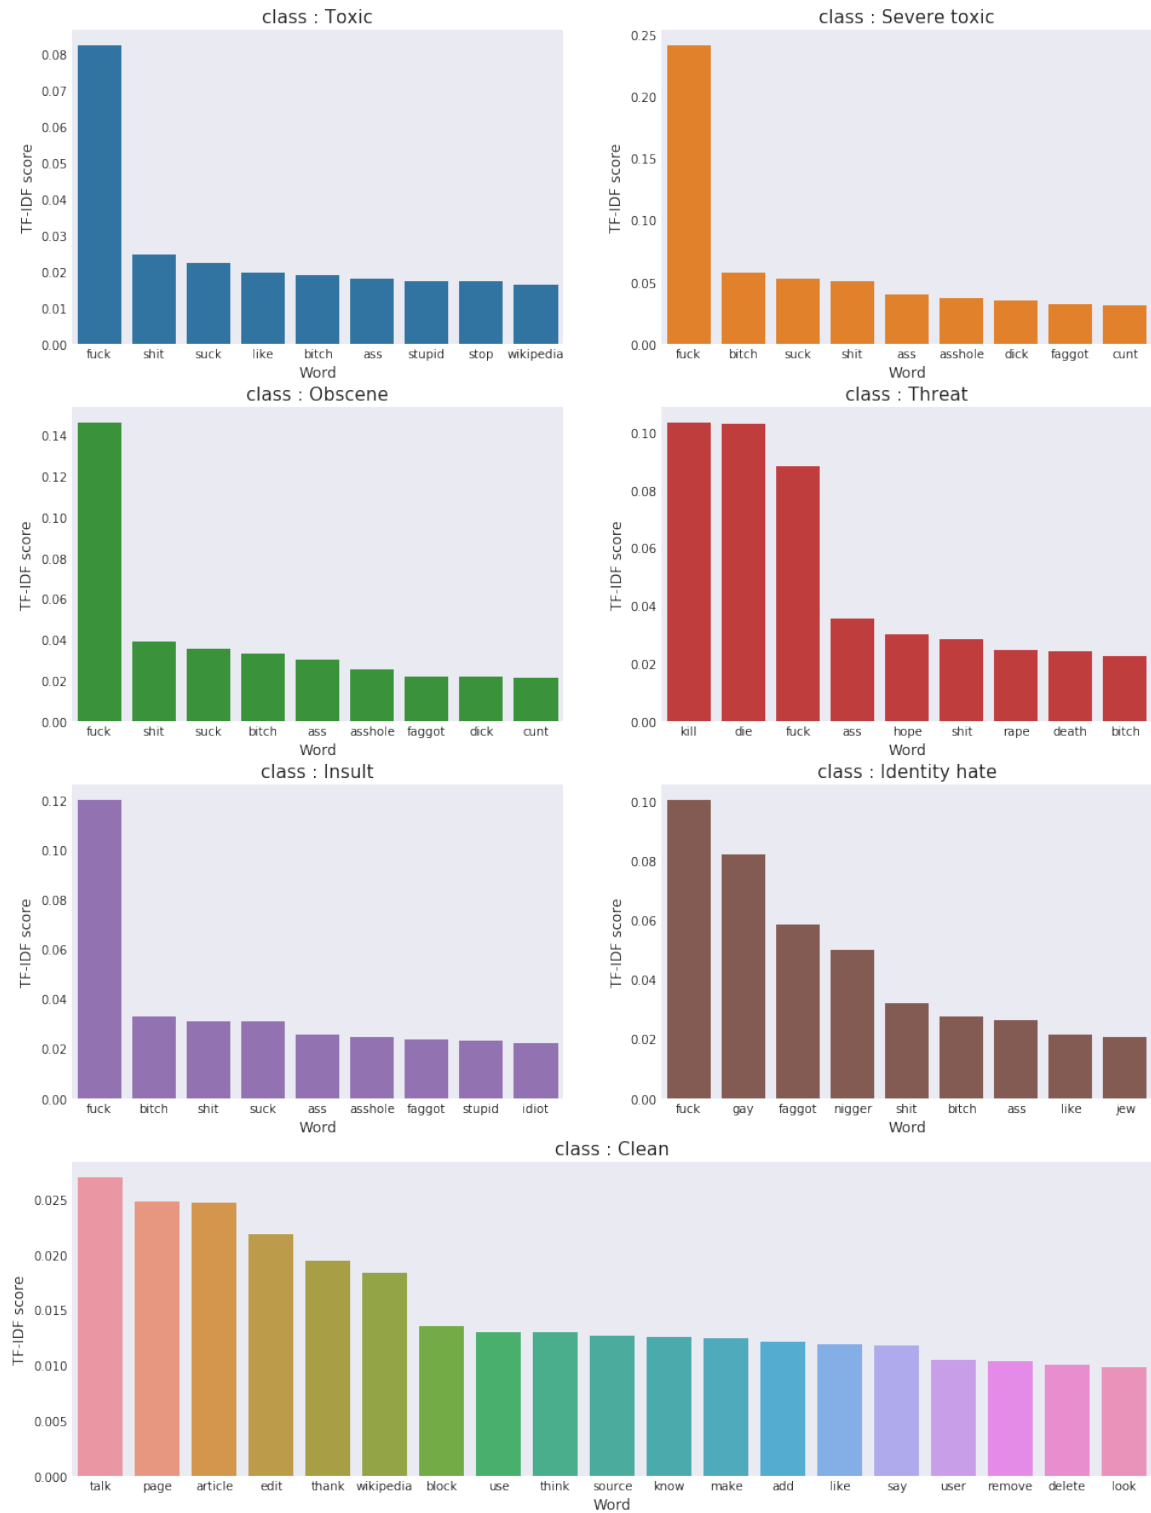 class : Toxic
TF-IDF score
0.08
0.07
0.06
0.05
0.04
0.03
0.02
0.01
0.00
fuck shit suck like bitch ass stupid stop wikipedia
Word
class : Severe toxic
TF-IDF score
0.25
0.20
0.15
0.10
0.05
0.00
fuck bitch suck shit ass asshole dick faggot cunt
Word
class : Obscene
TF-IDF score
0.14
0.12
0.10
0.08
0.06
0.04
0.02
0.00
fuck shit suck bitch ass asshole faggot dick cunt
Word
class : Threat
TF-IDF score
0.10
0.08
0.06
0.04
0.02
0.00
kill die fuck ass hope shit rape death bitch
Word
class : Insult
TF-IDF score
0.12
0.10
0.08
0.06
0.04
0.02
0.00
fuck bitch shit suck ass asshole faggot stupid idiot
Word
class : Identity hate
TF-IDF score
0.10
0.08
0.06
0.04
0.02
0.00
fuck gay faggot nigger shit bitch ass like jew
Word
class : Clean
TF-IDF score
0.025
0.020
0.015
0.010
0.005
0.000
talk page article edit thank wikipedia block use think source know make add like say user remove delete look
Word